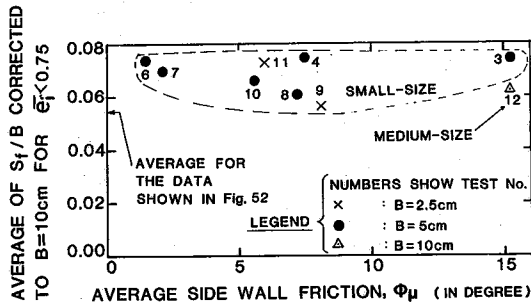 AVERAGE OF Sf / B CORRECTED
TO B=10cm FOR ēj<0.75
0.08
0.06
0.04
0.02
0.00
6
7
11
4
3
10
8
9
12
SMALL-SIZE
MEDIUM-SIZE
AVERAGE FOR
THE DATA
SHOWN IN Fig. 52
LEGEND
NUMBERS SHOW TEST No.
× : B=2.5cm
● : B=5cm
△ : B=10cm
0
5
10
15
AVERAGE SIDE WALL FRICTION, Φμ (IN DEGREE)